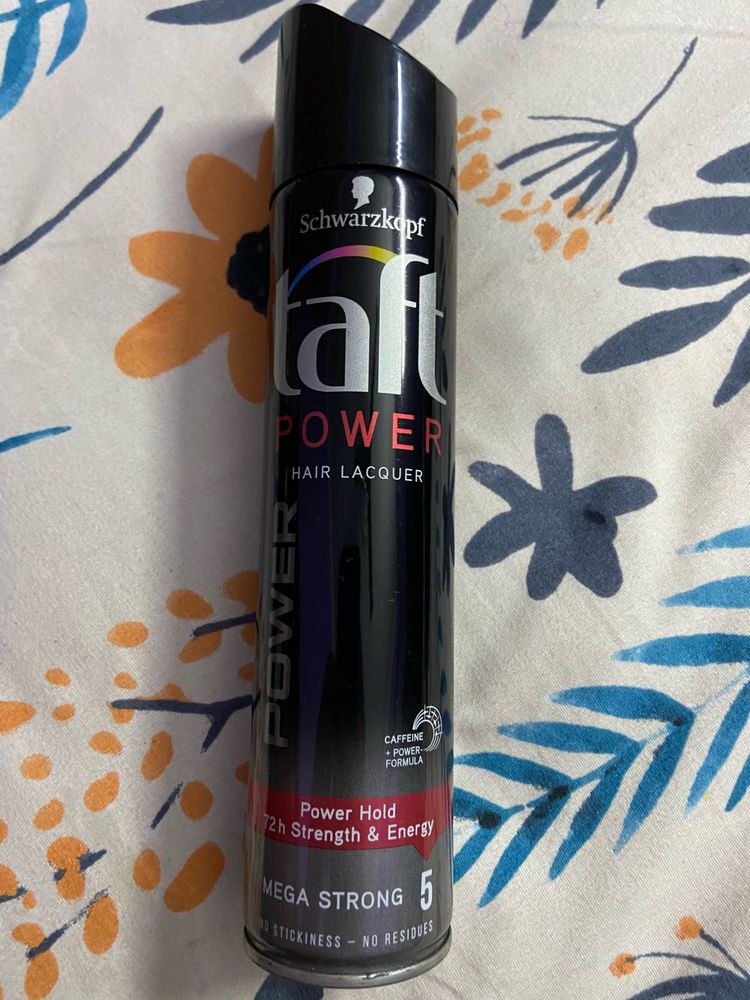 Schwarzkopf
taft
POWER
HAIR LACQUER
POWER
CAFFEINE
+ POWER-
FORMULA
Power Hold
72h Strength & Energy
MEGA STRONG 5
NO STICKINESS – NO RESIDUES